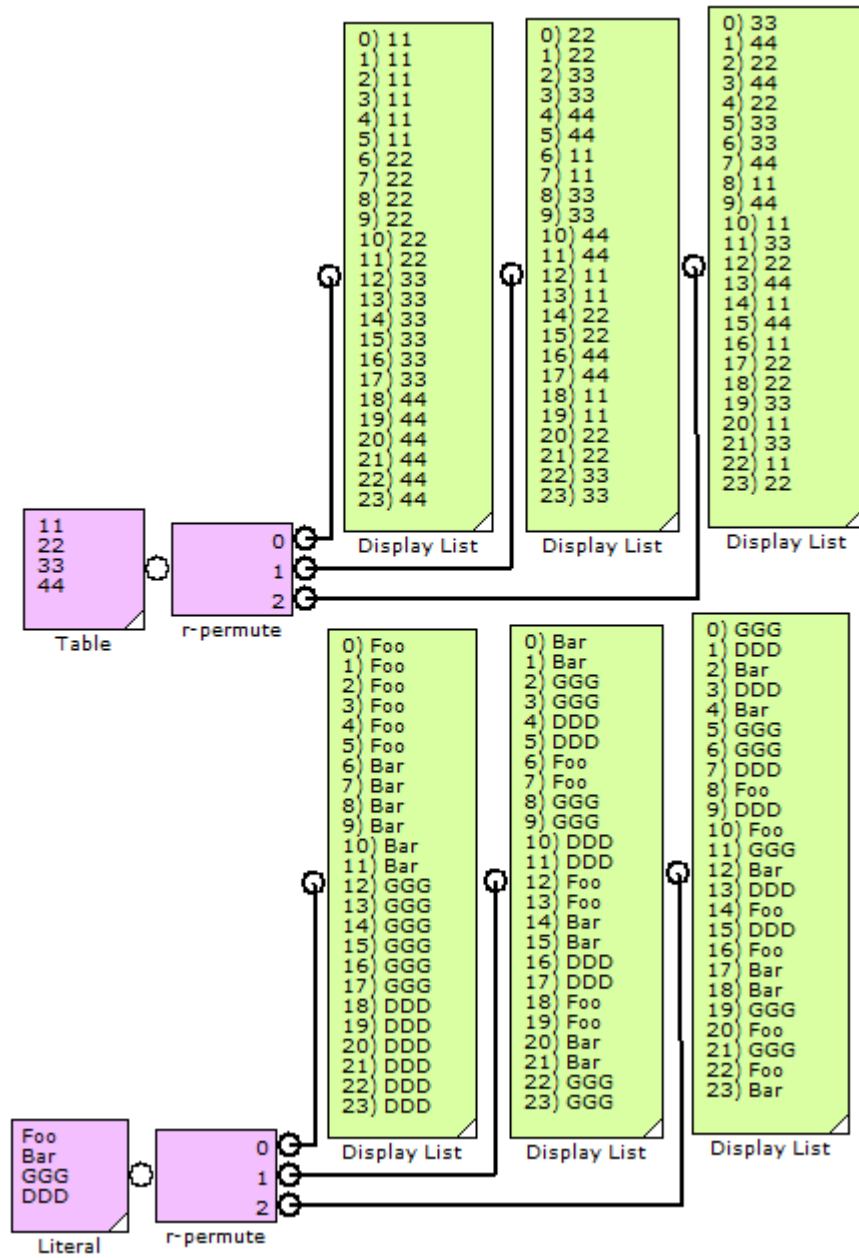 0) 11
1) 11
2) 11
3) 11
4) 11
5) 11
6) 22
7) 22
8) 22
9) 22
10) 22
11) 22
12) 33
13) 33
14) 33
15) 33
16) 33
17) 33
18) 44
19) 44
20) 44
21) 44
22) 44
23) 44
Display List
0) 22
1) 22
2) 33
3) 33
4) 44
5) 44
6) 11
7) 11
8) 33
9) 33
10) 44
11) 44
12) 11
13) 11
14) 22
15) 22
16) 44
17) 44
18) 11
19) 11
20) 22
21) 22
22) 33
23) 33
Display List
0) 33
1) 44
2) 22
3) 44
4) 22
5) 33
6) 33
7) 44
8) 11
9) 44
10) 11
11) 33
12) 22
13) 44
14) 11
15) 44
16) 11
17) 22
18) 22
19) 33
20) 11
21) 33
22) 11
23) 22
Display List
11
22
33
44
Table
0
1
2
r-permute
0) Foo
1) Foo
2) Foo
3) Foo
4) Foo
5) Foo
6) Bar
7) Bar
8) Bar
9) Bar
10) Bar
11) Bar
12) GGG
13) GGG
14) GGG
15) GGG
16) GGG
17) GGG
18) DDD
19) DDD
20) DDD
21) DDD
22) DDD
23) DDD
Display List
0) Bar
1) Bar
2) GGG
3) GGG
4) DDD
5) DDD
6) Foo
7) Foo
8) GGG
9) GGG
10) DDD
11) DDD
12) Foo
13) Foo
14) Bar
15) Bar
16) DDD
17) DDD
18) Foo
19) Foo
20) Bar
21) Bar
22) GGG
23) GGG
Display List
0) GGG
1) DDD
2) Bar
3) DDD
4) Bar
5) GGG
6) GGG
7) DDD
8) Foo
9) DDD
10) Foo
11) GGG
12) Bar
13) DDD
14) Foo
15) DDD
16) Foo
17) Bar
18) Bar
19) GGG
20) Foo
21) GGG
22) Foo
23) Bar
Display List
Foo
Bar
GGG
DDD
Literal
0
1
2
r-permute